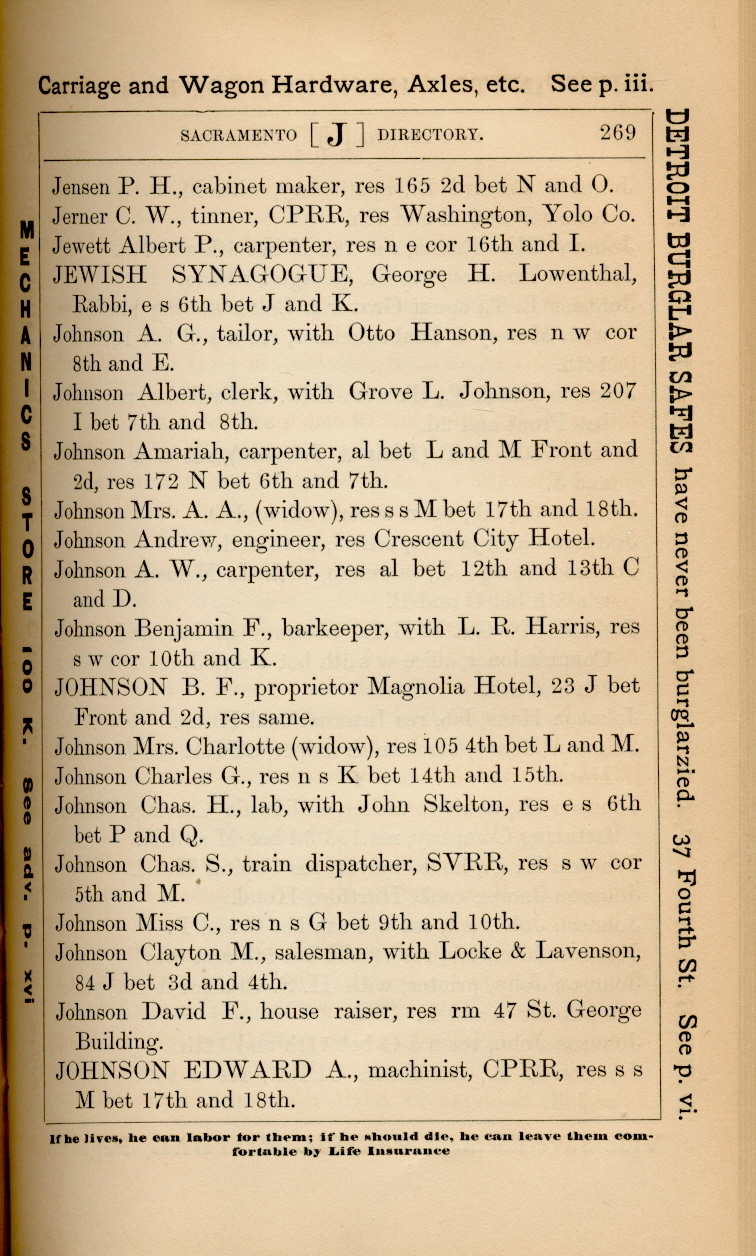 Carriage and Wagon Hardware, Axles, etc. See p. iii.
SACRAMENTO [ J ] DIRECTORY. 269
Jensen P. H., cabinet maker, res 165 2d bet N and O.
Jerner C. W., tinner, CPRR, res Washington, Yolo Co.
Jewett Albert P., carpenter, res n e cor 16th and I.
JEWISH SYNAGOGUE, George H. Lowenthal,
Rabbi, e s 6th bet J and K.
Johnson A. G., tailor, with Otto Hanson, res n w cor
8th and E.
Johnson Albert, clerk, with Grove L. Johnson, res 207
I bet 7th and 8th.
Johnson Amariah, carpenter, al bet L and M Front and
2d, res 172 N bet 6th and 7th.
Johnson Mrs. A. A., (widow), res s s M bet 17th and 18th.
Johnson Andrew, engineer, res Crescent City Hotel.
Johnson A. W., carpenter, res al bet 12th and 13th C
and D.
Johnson Benjamin F., barkeeper, with L. R. Harris, res
s w cor 10th and K.
JOHNSON B. F., proprietor Magnolia Hotel, 23 J bet
Front and 2d, res same.
Johnson Mrs. Charlotte (widow), res 105 4th bet L and M.
Johnson Charles G., res n s K bet 14th and 15th.
Johnson Chas. H., lab, with John Skelton, res e s 6th
bet P and Q.
Johnson Chas. S., train dispatcher, SVRR, res s w cor
5th and M.
Johnson Miss C., res n s G bet 9th and 10th.
Johnson Clayton M., salesman, with Locke & Lavenson,
84 J bet 3d and 4th.
Johnson David F., house raiser, res rm 47 St. George
Building.
JOHNSON EDWARD A., machinist, CPRR, res s s
M bet 17th and 18th.
If he lives, he can labor for them; if he should die, he can leave them com-
fortable by Life Insurance
MECHANICS STORE 100 K. See adv. p. xvi
DETROIT BURGLAR SAFES have never been burglarzied. 37 Fourth St. See p. vi.